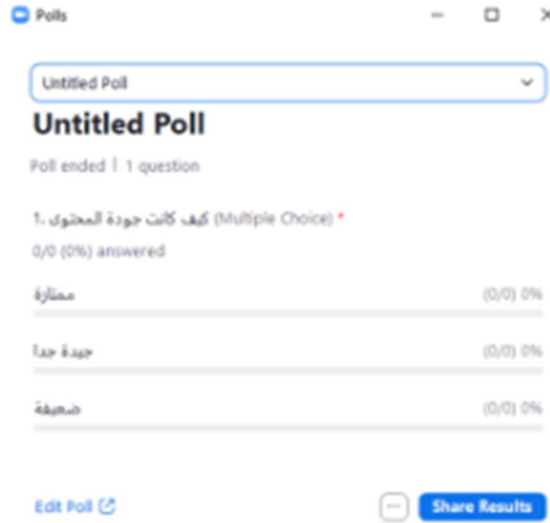 Polls
Untitled Poll
Untitled Poll
Poll ended | 1 question
1. كيف كانت جودة المحتوى (Multiple Choice) *
0/0 (0%) answered
ممتازة (0/0) 0%
جيدة جدا (0/0) 0%
ضعيفة (0/0) 0%
Edit Poll ... Share Results